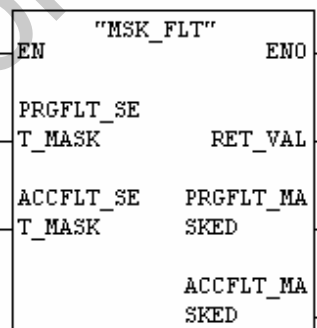 "MSK_FLT"
EN ENO
PRGFLT_SE
T_MASK RET_VAL
ACCFLT_SE PRGFLT_MA
T_MASK SKED
ACCFLT_MA
SKED